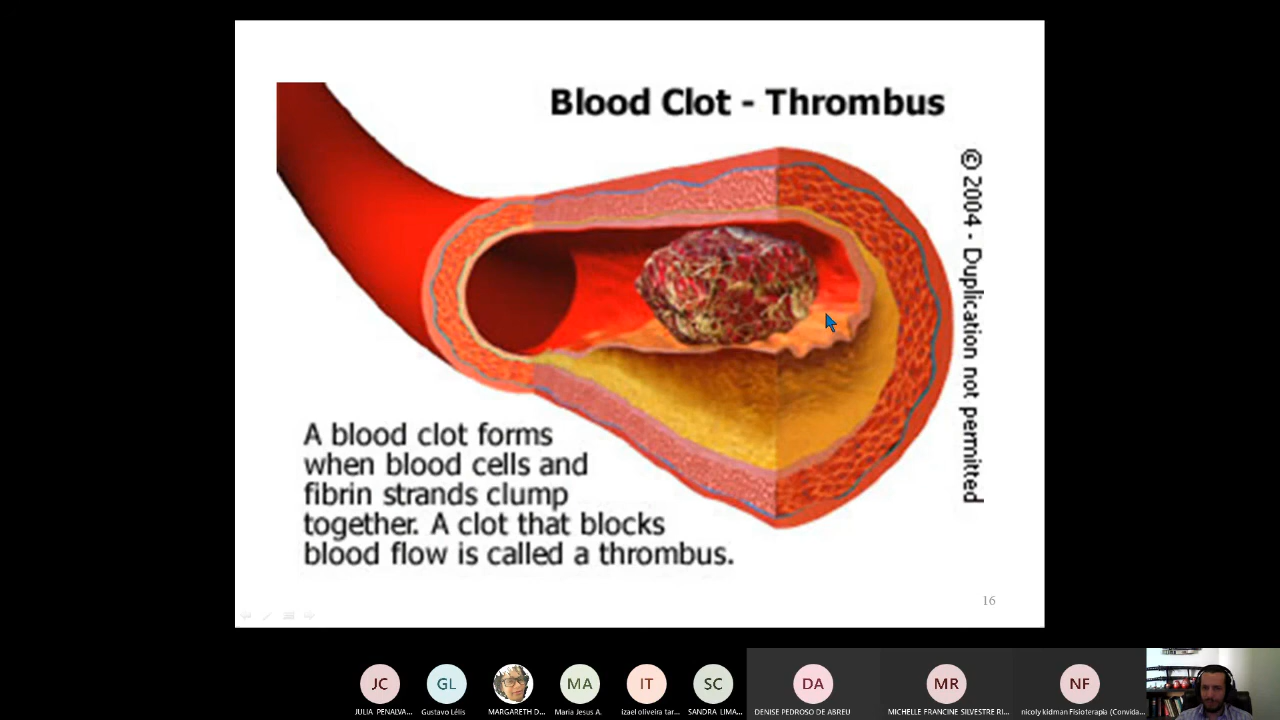 Blood Clot - Thrombus
© 2004 - Duplication not permitted
A blood clot forms
when blood cells and
fibrin strands clump
together. A clot that blocks
blood flow is called a thrombus.
16
JC
GL
MA
IT
SC
DA
MR
NF
JULIA PENALVA...
Gustavo Lélis
MARGARETH D...
Maria Jesus A.
izael oliveira tar...
SANDRA LIMA...
DENISE PEDROSO DE ABREU
MICHELLE FRANCINE SILVESTRE RI...
nicoly kidman Fisioterapia (Convida...